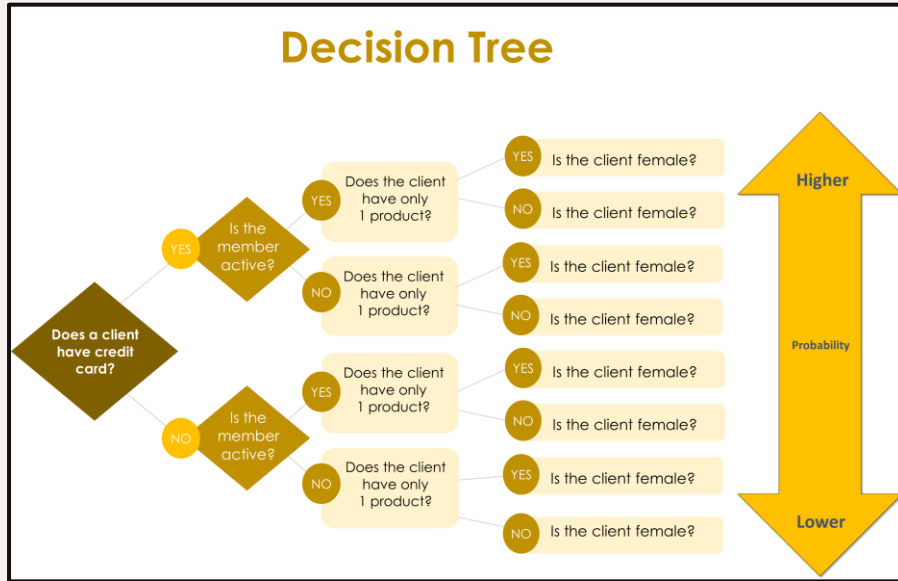 Decision Tree
Does a client
have credit
card?
YES
Is the
member
active?
YES
Does the client
have only
1 product?
YES
Is the client female?
NO
Is the client female?
NO
Does the client
have only
1 product?
YES
Is the client female?
NO
Is the client female?
NO
Is the
member
active?
YES
Does the client
have only
1 product?
YES
Is the client female?
NO
Is the client female?
NO
Does the client
have only
1 product?
YES
Is the client female?
NO
Is the client female?
Higher
Probability
Lower